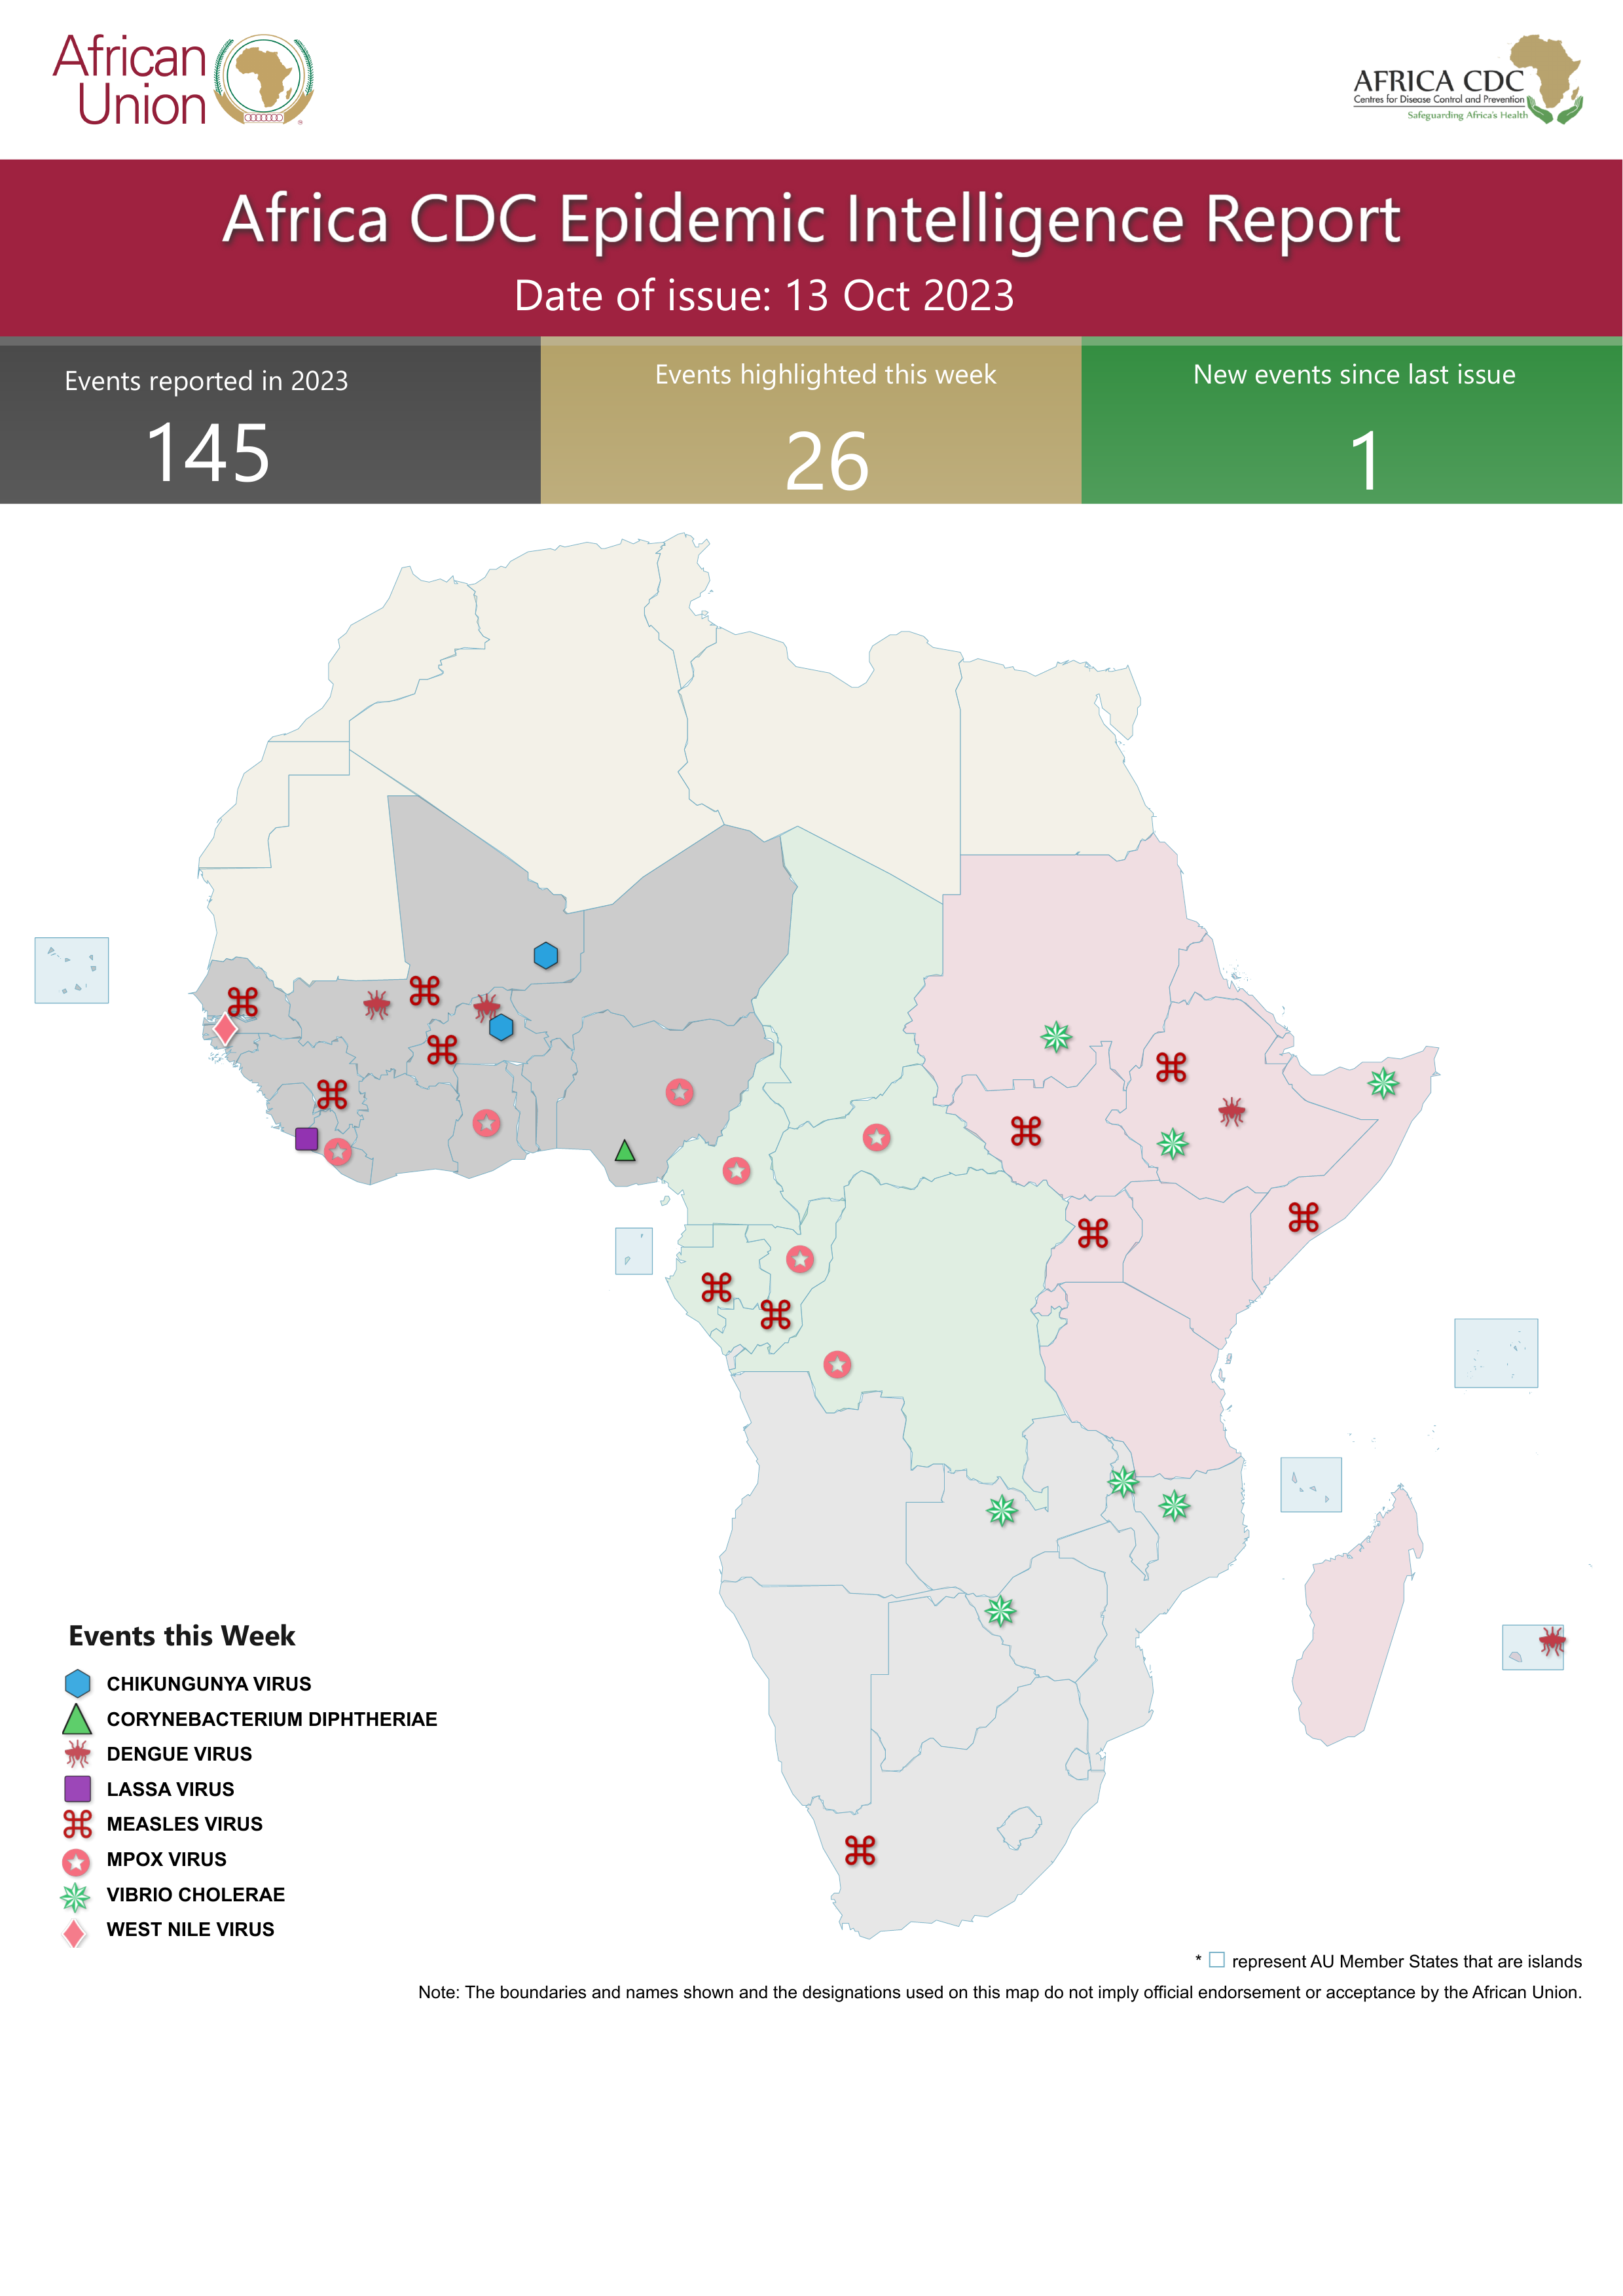 African
Union
AFRICA CDC
Centres for Disease Control and Prevention
Safeguarding Africa's Health
Africa CDC Epidemic Intelligence Report
Date of issue: 13 Oct 2023
Events reported in 2023
145
Events highlighted this week
26
New events since last issue
1
Events this Week
CHIKUNGUNYA VIRUS
CORYNEBACTERIUM DIPHTHERIAE
DENGUE VIRUS
LASSA VIRUS
MEASLES VIRUS
MPOX VIRUS
VIBRIO CHOLERAE
WEST NILE VIRUS
* represent AU Member States that are islands
Note: The boundaries and names shown and the designations used on this map do not imply official endorsement or acceptance by the African Union.